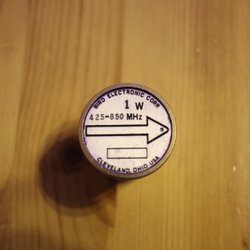 BIRD ELECTRONIC CORP.
1 W
425-850 MHz
CLEVELAND, OHIO USA